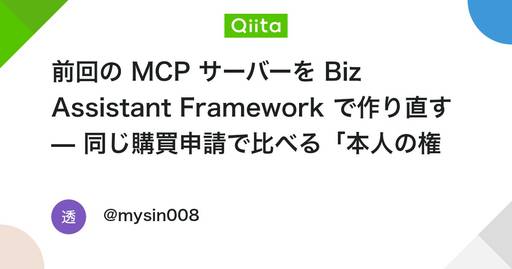 Qiita
前回の MCP サーバーを Biz
Assistant Framework で作り直す
— 同じ購買申請で比べる「本人の権
透
@mysin008